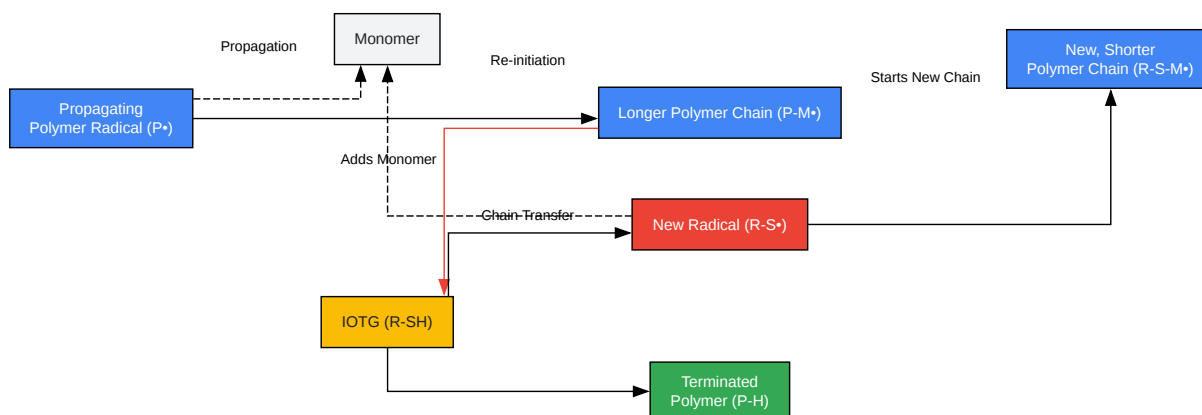 Monomer
Propagation
New, Shorter
Polymer Chain (R-S-M•)
Re-initiation
Starts New Chain
Propagating
Polymer Radical (P•)
Longer Polymer Chain (P-M•)
Adds Monomer
Chain Transfer
New Radical (R-S•)
IOTG (R-SH)
Terminated
Polymer (P-H)